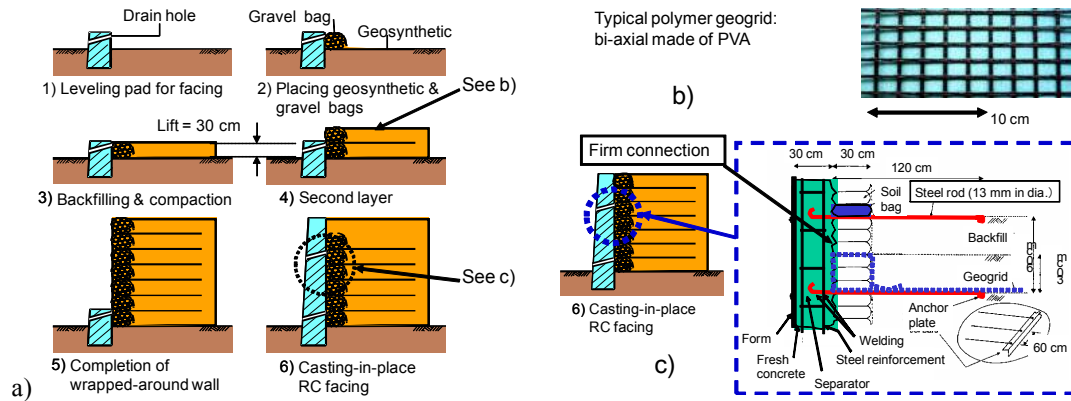 a)
Drain hole
1) Leveling pad for facing
Gravel bag
Geosynthetic
2) Placing geosynthetic &
gravel bags
See b)
Lift = 30 cm
3) Backfilling & compaction
4) Second layer
5) Completion of
wrapped-around wall
6) Casting-in-place
RC facing
See c)
Typical polymer geogrid:
bi-axial made of PVA
b)
10 cm
Firm connection
6) Casting-in-place
RC facing
c)
30 cm
30 cm
120 cm
Soil
bag
Steel rod (13 mm in dia.)
Backfill
60 cm
30 cm
Geogrid
Anchor
plate
60 cm
Welding
Steel reinforcement
Form
Fresh
concrete
Separator